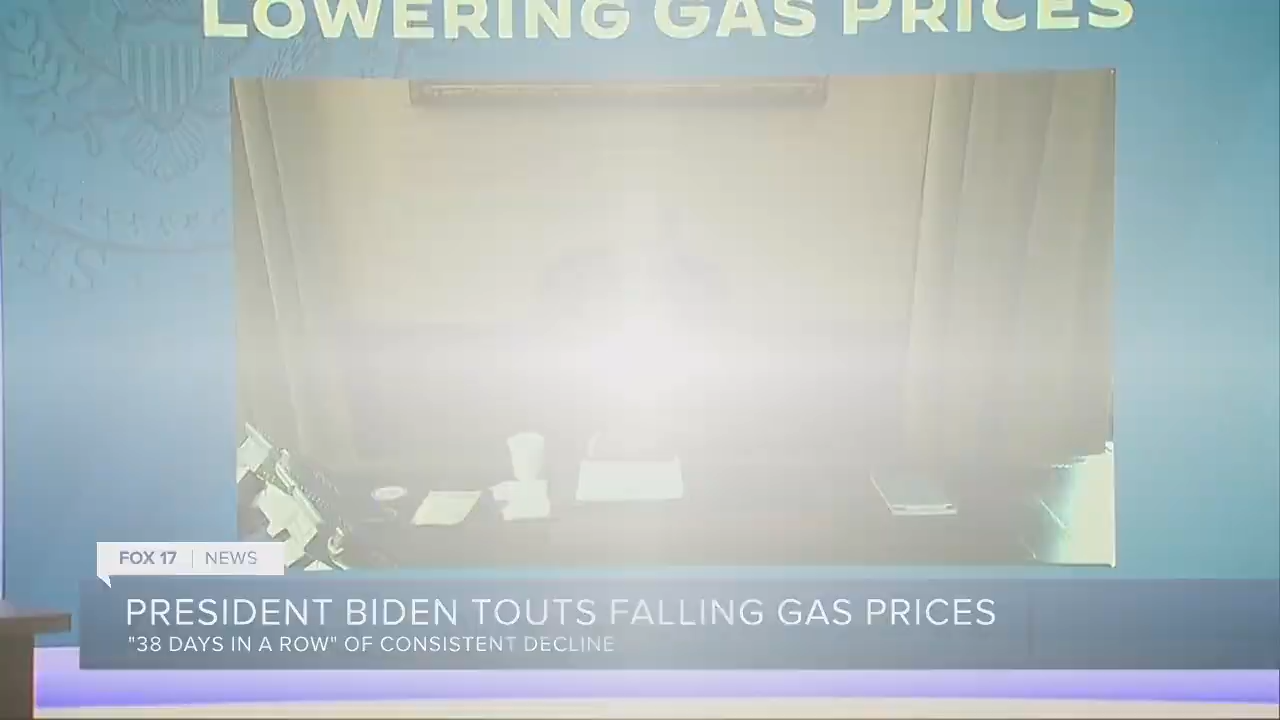 LOWERING GAS PRICES
FOX 17 | NEWS
PRESIDENT BIDEN TOUTS FALLING GAS PRICES
"38 DAYS IN A ROW" OF CONSISTENT DECLINE